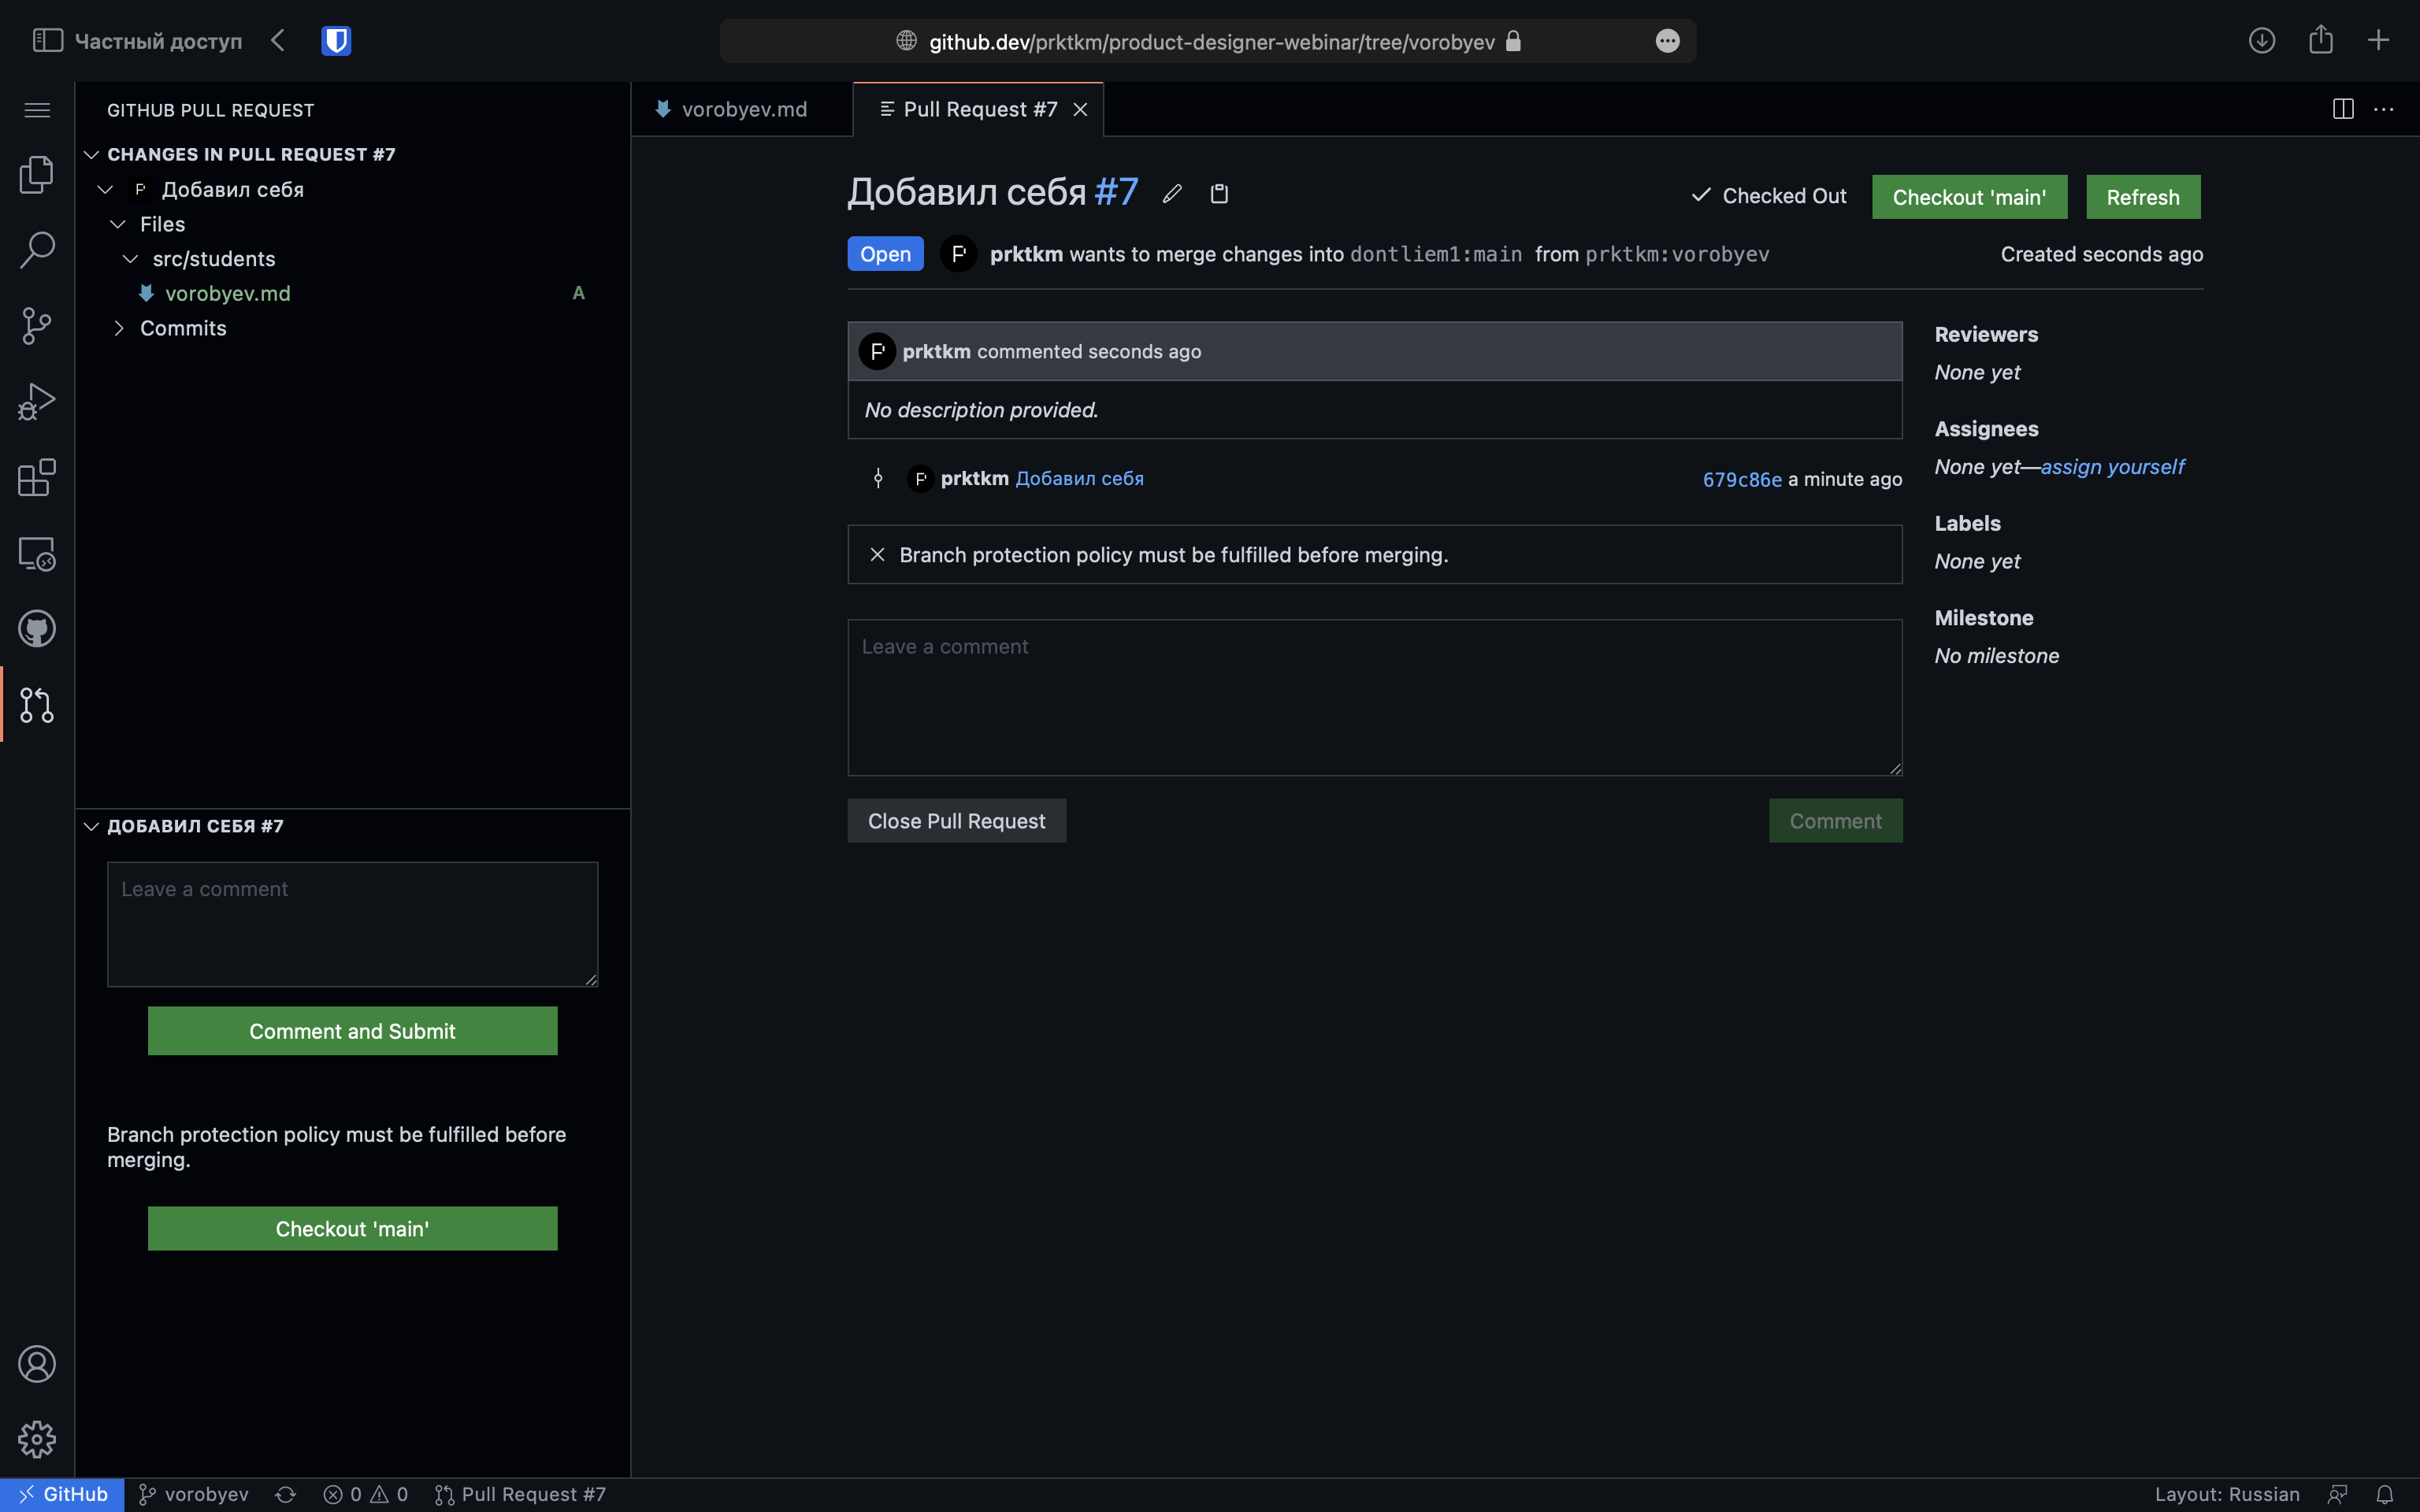 Частный доступ
github.dev/prktkm/product-designer-webinar/tree/vorobyev
GITHUB PULL REQUEST
CHANGES IN PULL REQUEST #7
Добавил себя
Files
src/students
vorobyev.md A
Commits
vorobyev.md
Pull Request #7
Добавил себя #7
Checked Out
Checkout 'main'
Refresh
Open
prktkm wants to merge changes into dontliem1:main from prktkm:vorobyev
Created seconds ago
prktkm commented seconds ago
No description provided.
prktkm Добавил себя
679c86e a minute ago
Branch protection policy must be fulfilled before merging.
Leave a comment
Close Pull Request
Comment
Reviewers
None yet
Assignees
None yet—assign yourself
Labels
None yet
Milestone
No milestone
ДОБАВИЛ СЕБЯ #7
Leave a comment
Comment and Submit
Branch protection policy must be fulfilled before
merging.
Checkout 'main'
GitHub
vorobyev
0
0
Pull Request #7
Layout: Russian